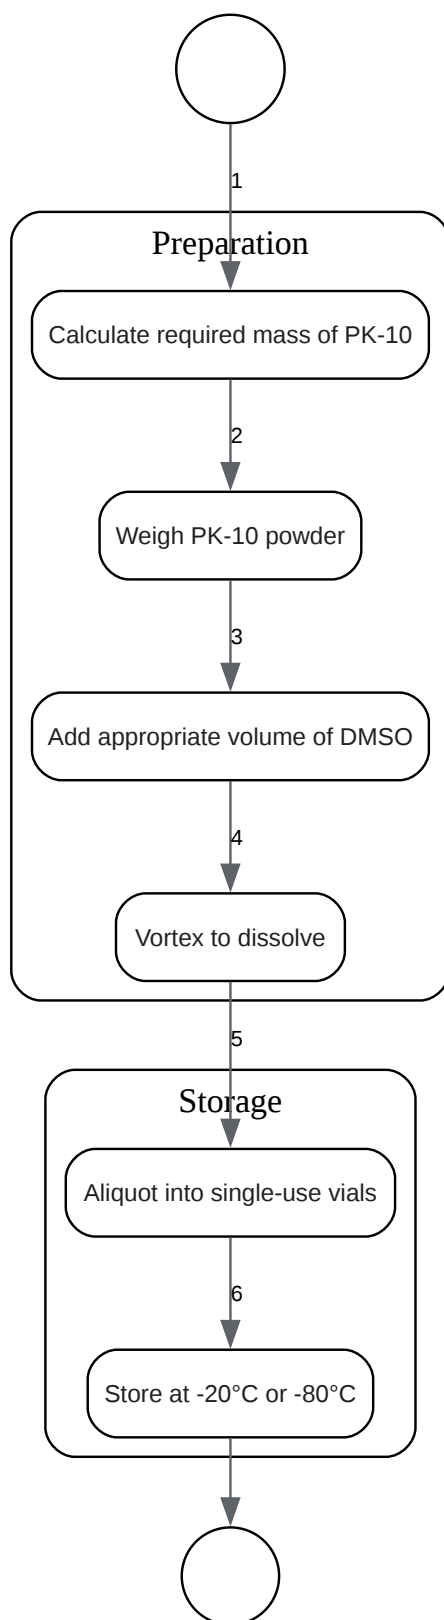 1
Preparation
Calculate required mass of PK-10
2
Weigh PK-10 powder
3
Add appropriate volume of DMSO
4
Vortex to dissolve
5
Storage
Aliquot into single-use vials
6
Store at -20°C or -80°C